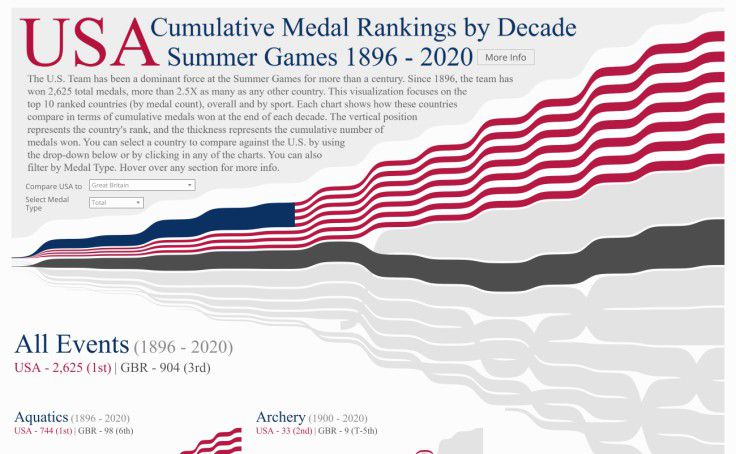 USA Cumulative Medal Rankings by Decade
Summer Games 1896 - 2020 More Info
The U.S. Team has been a dominant force at the Summer Games for more than a century. Since 1896, the team has
won 2,625 total medals, more than 2.5X as many as any other country. This visualization focuses on the
top 10 ranked countries (by medal count), overall and by sport. Each chart shows how these countries
compare in terms of cumulative medals won at the end of each decade. The vertical position
represents the country's rank, and the thickness represents the cumulative number of
medals won. You can select a country to compare against the U.S. by using
the drop-down below or by clicking in any of the charts. You can also
filter by Medal Type. Hover over any section for more info.
Compare USA to Great Britain
Select Medal
Type Total
All Events (1896 - 2020)
USA - 2,625 (1st) | GBR - 904 (3rd)
Aquatics (1896 - 2020)
USA - 744 (1st) | GBR - 98 (6th)
Archery (1900 - 2020)
USA - 33 (2nd) | GBR - 9 (T-5th)